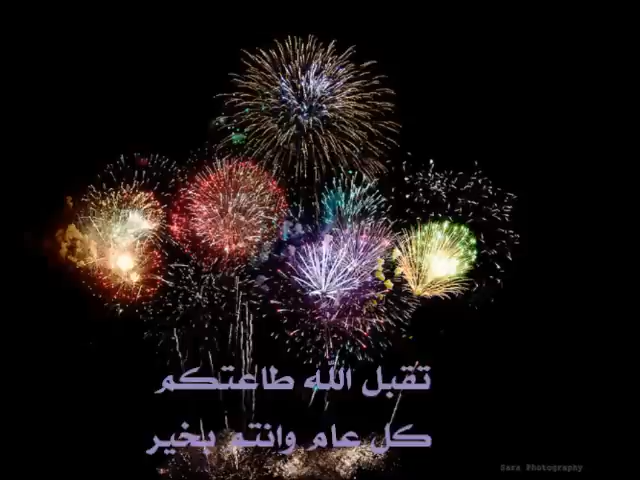 تقبل الله طاعتكم
كل عام وانتم بخير
Sara Photography